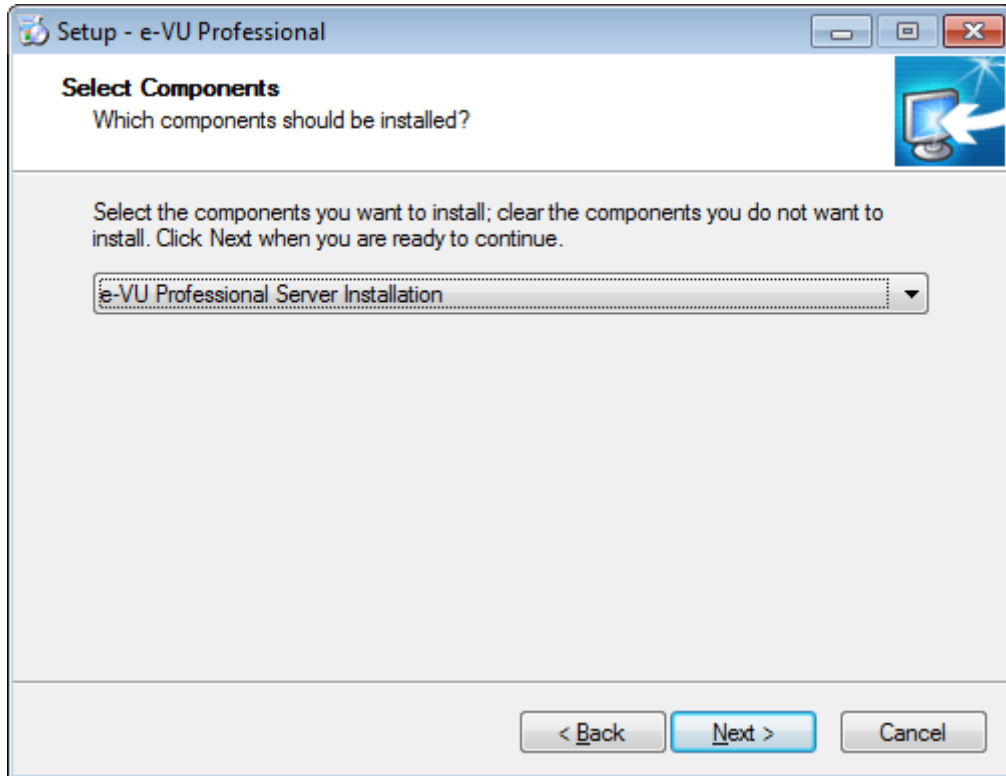 Setup - e-VU Professional
Select Components
Which components should be installed?
Select the components you want to install; clear the components you do not want to
install. Click Next when you are ready to continue.
e-VU Professional Server Installation
< Back
Next >
Cancel